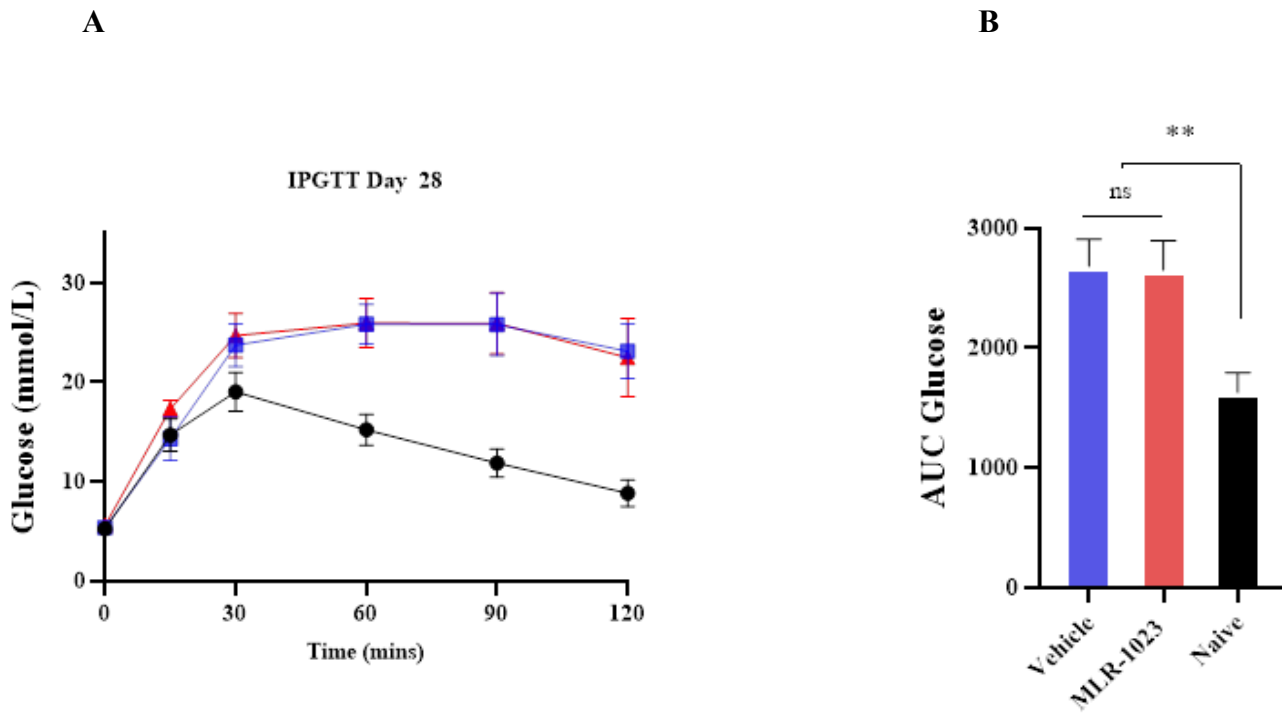 A
B
IPGTT Day 28
Glucose (mmol/L)
30
20
10
0
0 30 60 90 120
Time (mins)
**
ns
AUC Glucose
3000
2000
1000
0
Vehicle
MLR-1023
Naive